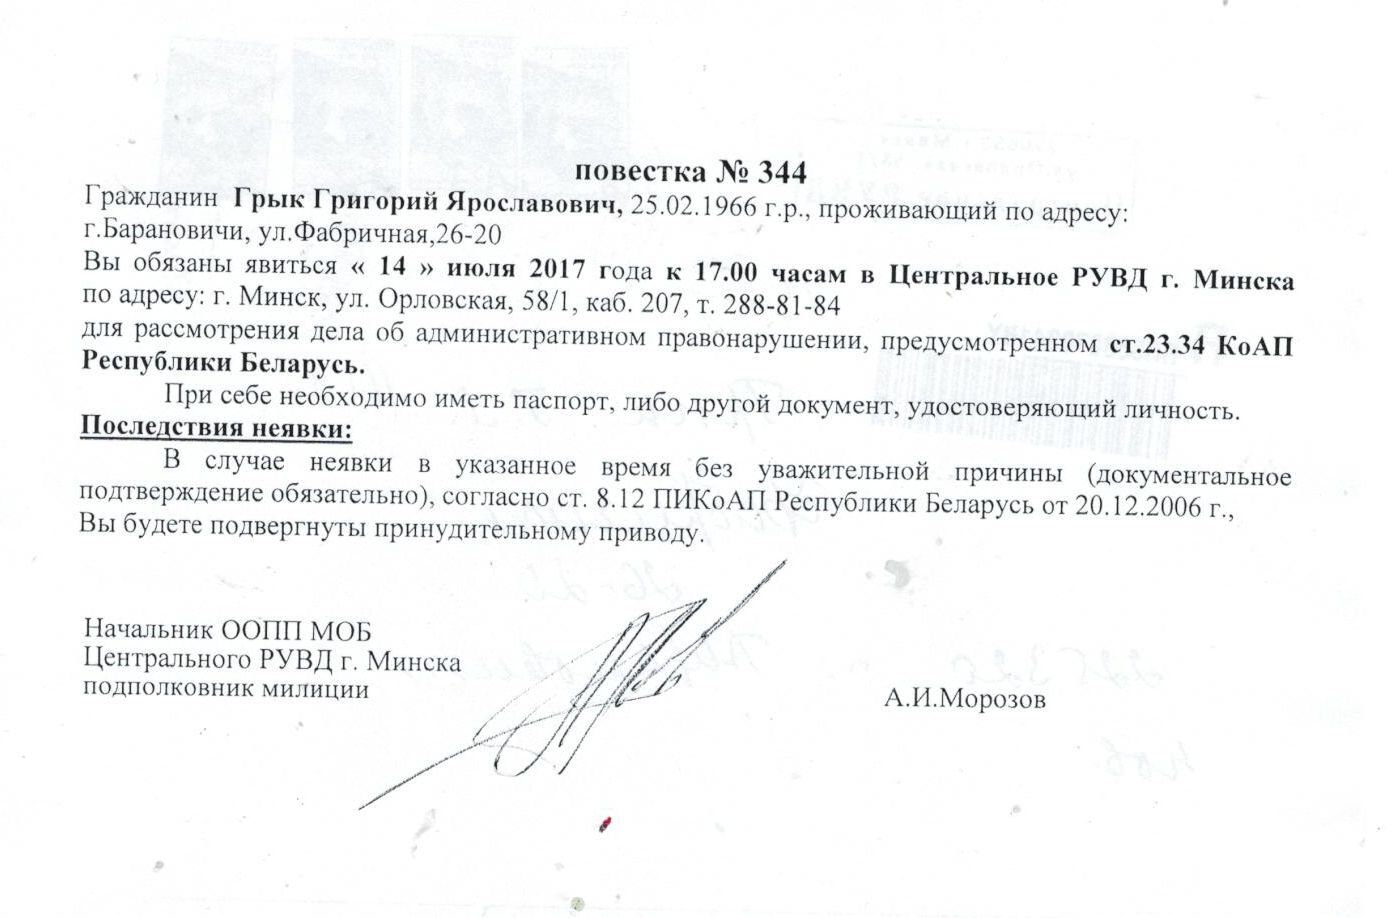 повестка № 344
Гражданин Грык Григорий Ярославович, 25.02.1966 г.р., проживающий по адресу:
г.Барановичи, ул.Фабричная,26-20
Вы обязаны явиться « 14 » июля 2017 года к 17.00 часам в Центральное РУВД г. Минска
по адресу: г. Минск, ул. Орловская, 58/1, каб. 207, т. 288-81-84
для рассмотрения дела об административном правонарушении, предусмотренном ст.23.34 КоАП
Республики Беларусь.
При себе необходимо иметь паспорт, либо другой документ, удостоверяющий личность.
Последствия неявки:
В случае неявки в указанное время без уважительной причины (документальное
подтверждение обязательно), согласно ст. 8.12 ПИКоАП Республики Беларусь от 20.12.2006 г.,
Вы будете подвергнуты принудительному приводу.
Начальник ООПП МОБ
Центрального РУВД г. Минска
подполковник милиции
А.И.Морозов